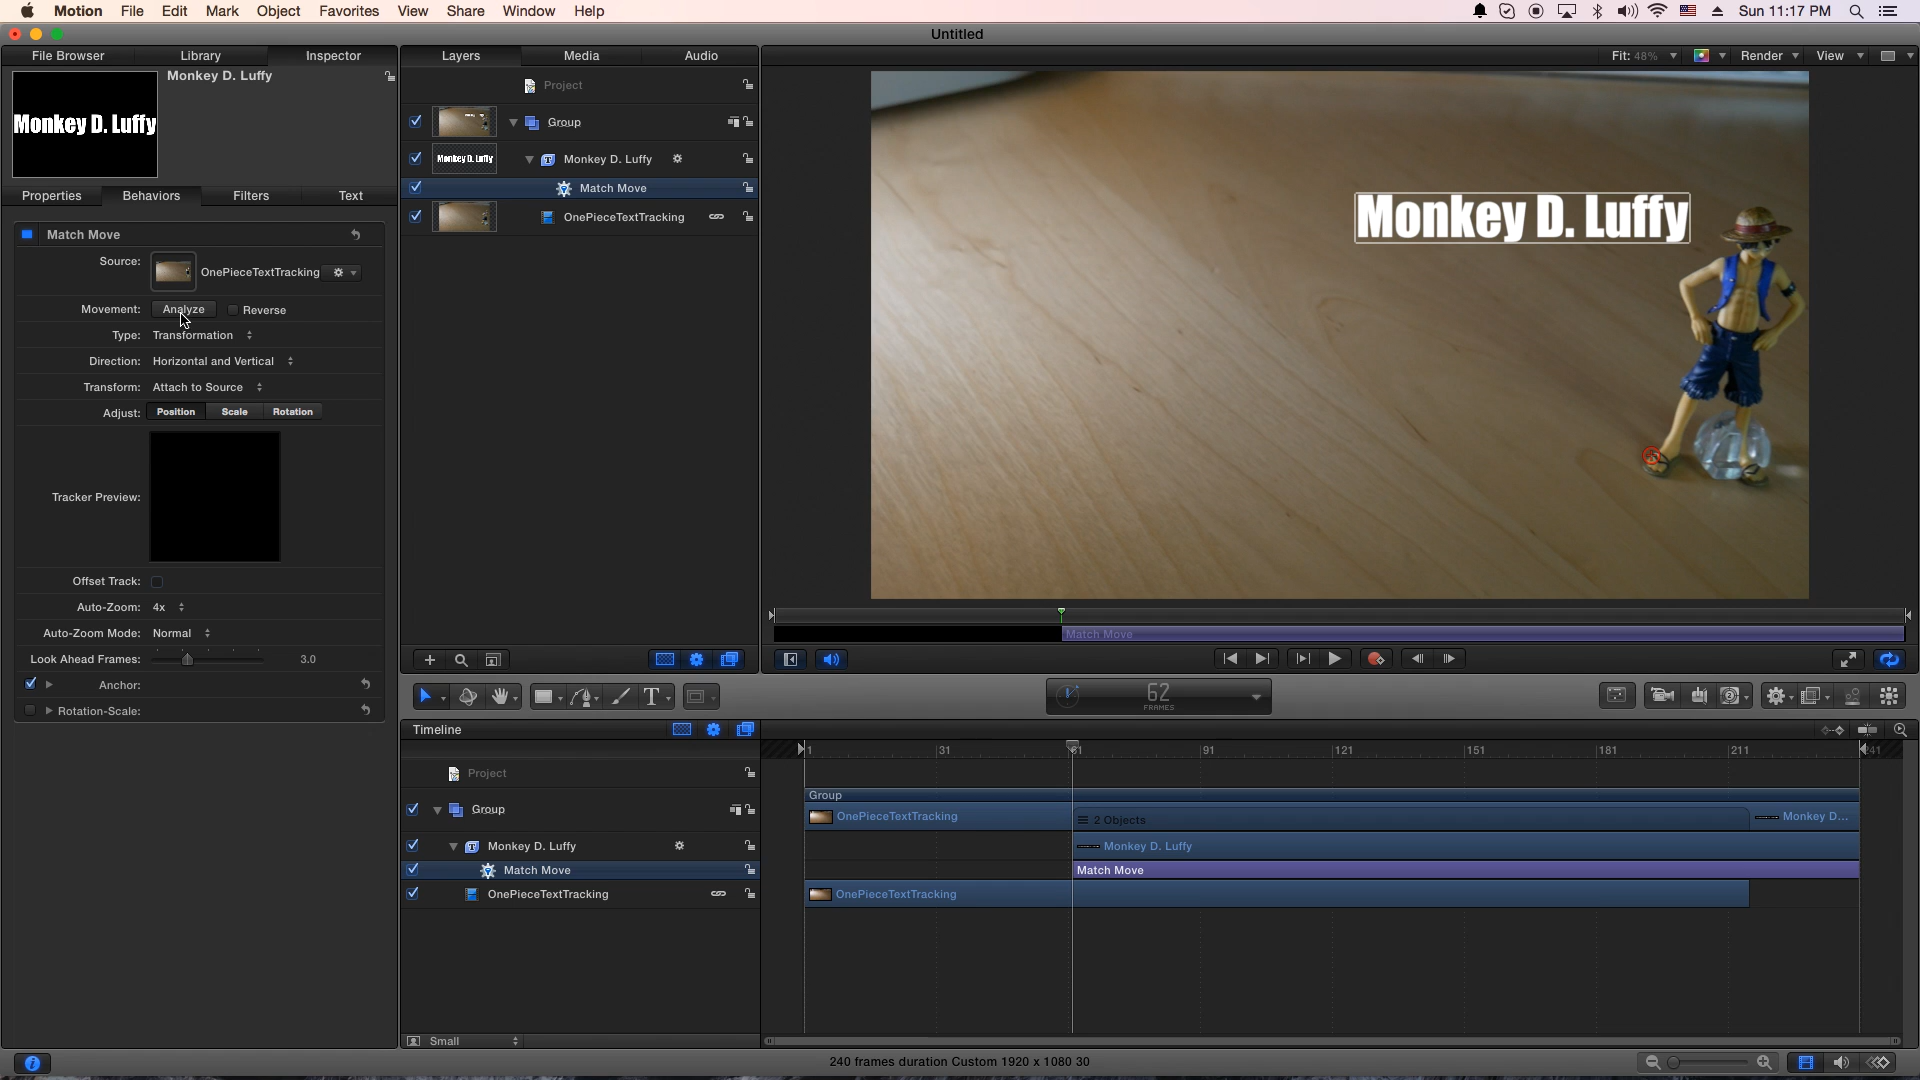 Motion File Edit Mark Object Favorites View Share Window Help Sun 11:17 PM
Untitled
File Browser Library Inspector Layers Media Audio Fit: 48% Render View
Monkey D. Luffy
Monkey D. Luffy
Properties Behaviors Filters Text
Match Move
Source: OnePieceTextTracking
Movement: Analyze Reverse
Type: Transformation
Direction: Horizontal and Vertical
Transform: Attach to Source
Adjust: Position Scale Rotation
Tracker Preview:
Offset Track:
Auto-Zoom: 4x
Auto-Zoom Mode: Normal
Look Ahead Frames: 3.0
Anchor:
Rotation-Scale:
Project
Group
Monkey D. Luffy Monkey D. Luffy
Match Move
OnePieceTextTracking
Monkey D. Luffy
Match Move
T 62
FRAMES
Timeline
1 31 61 91 121 151 181 211 241
Project
Group
Group
OnePieceTextTracking 2 Objects Monkey D...
Monkey D. Luffy Monkey D. Luffy
Match Move Match Move
OnePieceTextTracking OnePieceTextTracking
Small
240 frames duration Custom 1920 x 1080 30